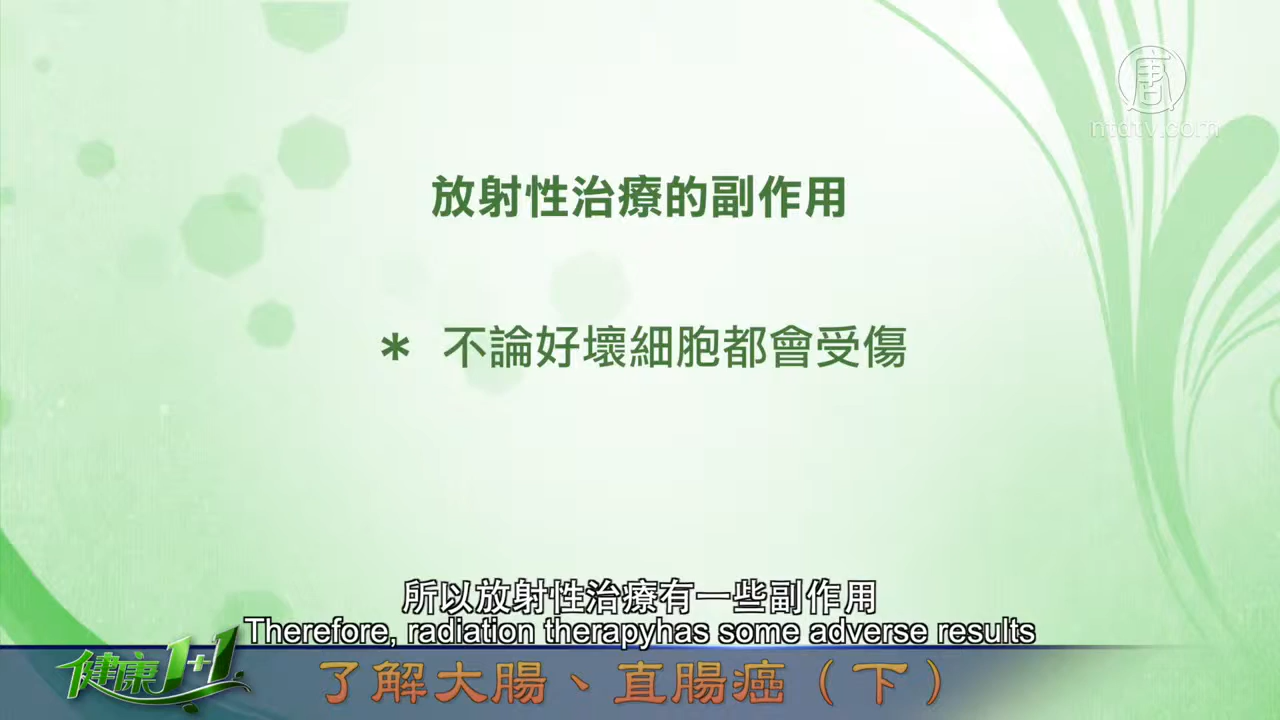 唐
ntdtv.com
放射性治療的副作用
* 不論好壞細胞都會受傷
所以放射性治療有一些副作用
Therefore, radiation therapyhas some adverse results
健康1+1
了解大腸、直腸癌（下）